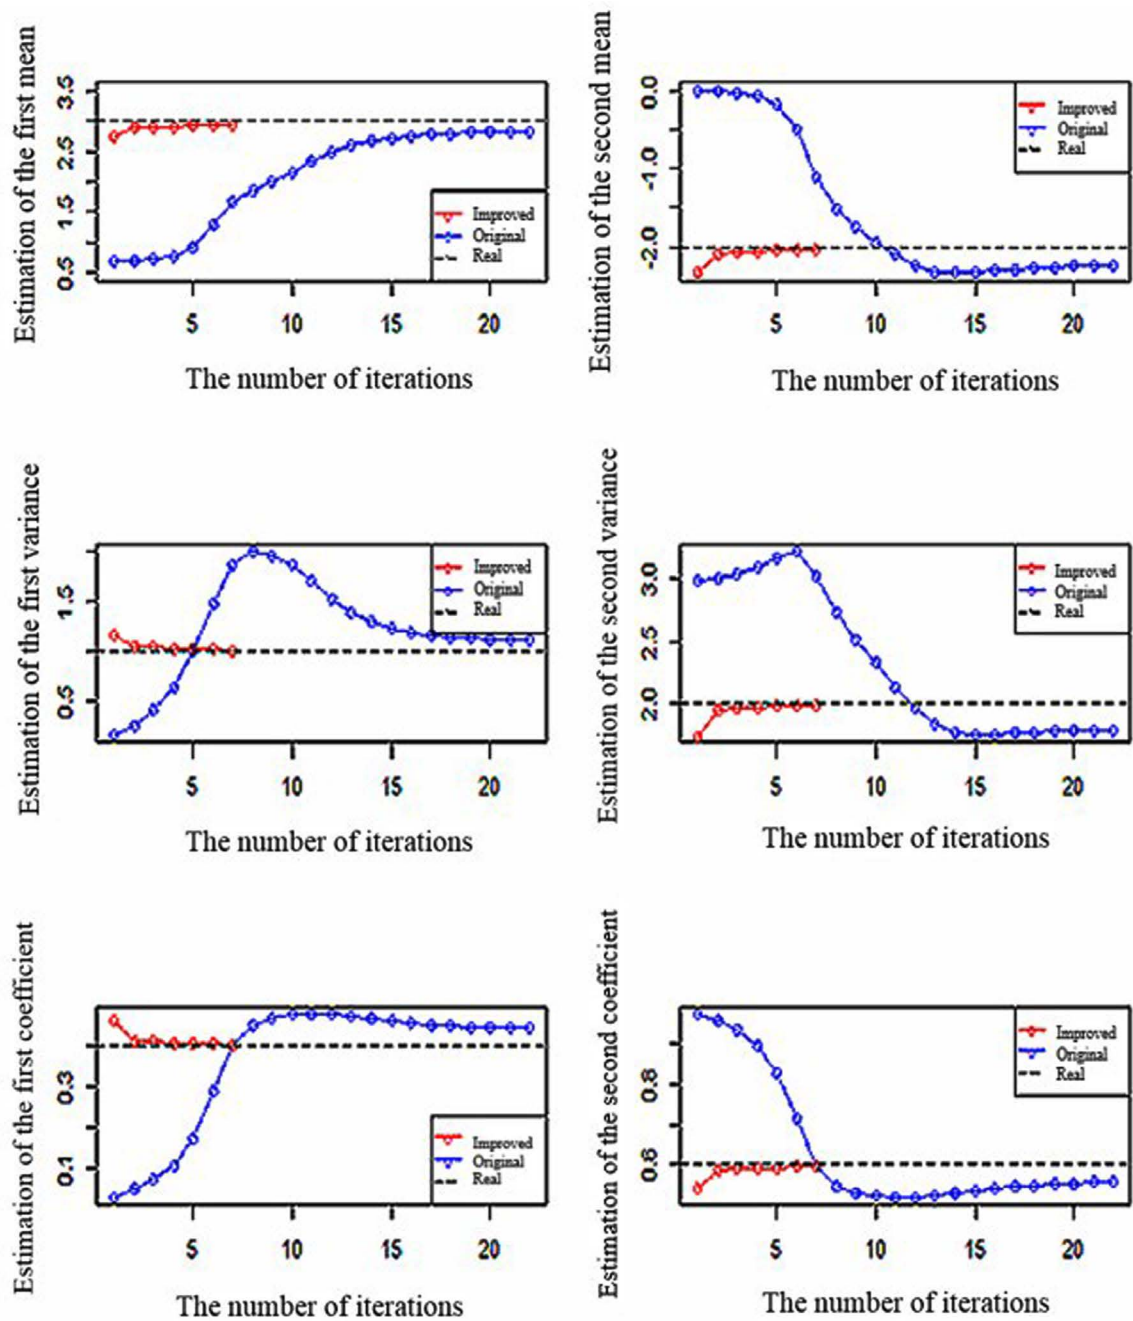 Estimation of the first mean
3.5
2.5
1.5
0.5
Improved
Original
Real
5 10 15 20
The number of iterations
Estimation of the second mean
0.0
-1.0
-2.0
Improved
Original
Real
5 10 15 20
The number of iterations
Estimation of the first variance
1.5
0.5
Improved
Original
Real
5 10 15 20
The number of iterations
Estimation of the second variance
3.0
2.5
2.0
Improved
Original
Real
5 10 15 20
The number of iterations
Estimation of the first coefficient
0.3
0.1
Improved
Original
Real
5 10 15 20
The number of iterations
Estimation of the second coefficient
0.8
0.6
Improved
Original
Real
5 10 15 20
The number of iterations